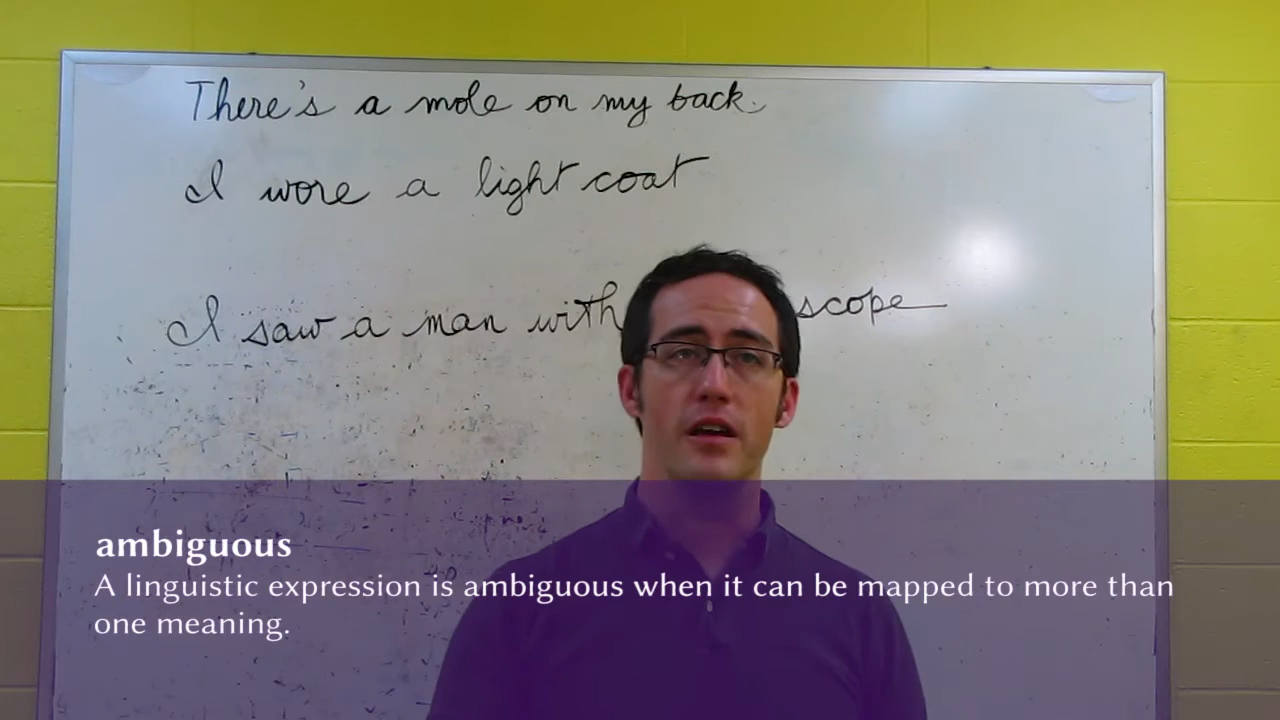 There's a mole on my back.
I wore a light coat
I saw a man with scope
ambiguous
A linguistic expression is ambiguous when it can be mapped to more than
one meaning.